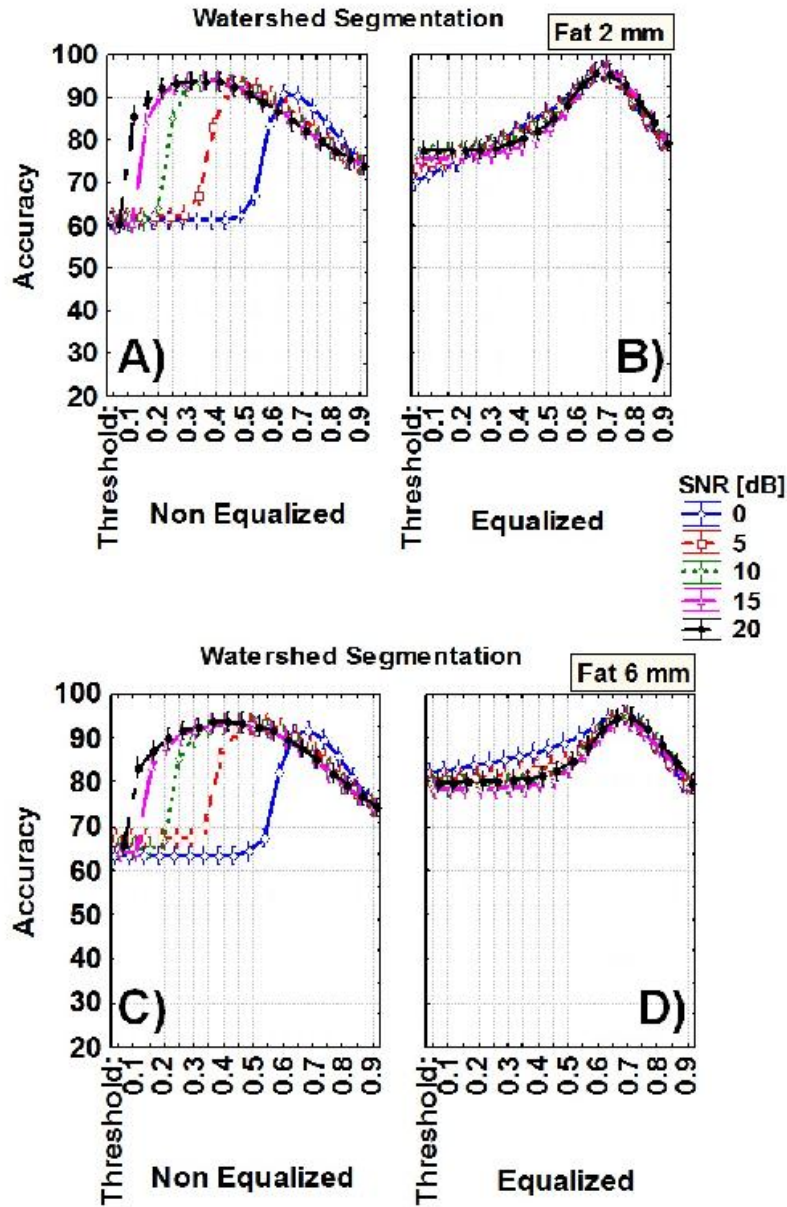 Watershed Segmentation
Fat 2 mm
Accuracy
100
90
80
70
60
50
40
30
20
A)
B)
Threshold: 0.1 0.2 0.3 0.4 0.5 0.6 0.7 0.8 0.9
Threshold: 0.1 0.2 0.3 0.4 0.5 0.6 0.7 0.8 0.9
Non Equalized
Equalized
SNR [dB]
0
5
10
15
20
Watershed Segmentation
Fat 6 mm
Accuracy
100
90
80
70
60
50
40
30
20
C)
D)
Threshold: 0.1 0.2 0.3 0.4 0.5 0.6 0.7 0.8 0.9
Threshold: 0.1 0.2 0.3 0.4 0.5 0.6 0.7 0.8 0.9
Non Equalized
Equalized